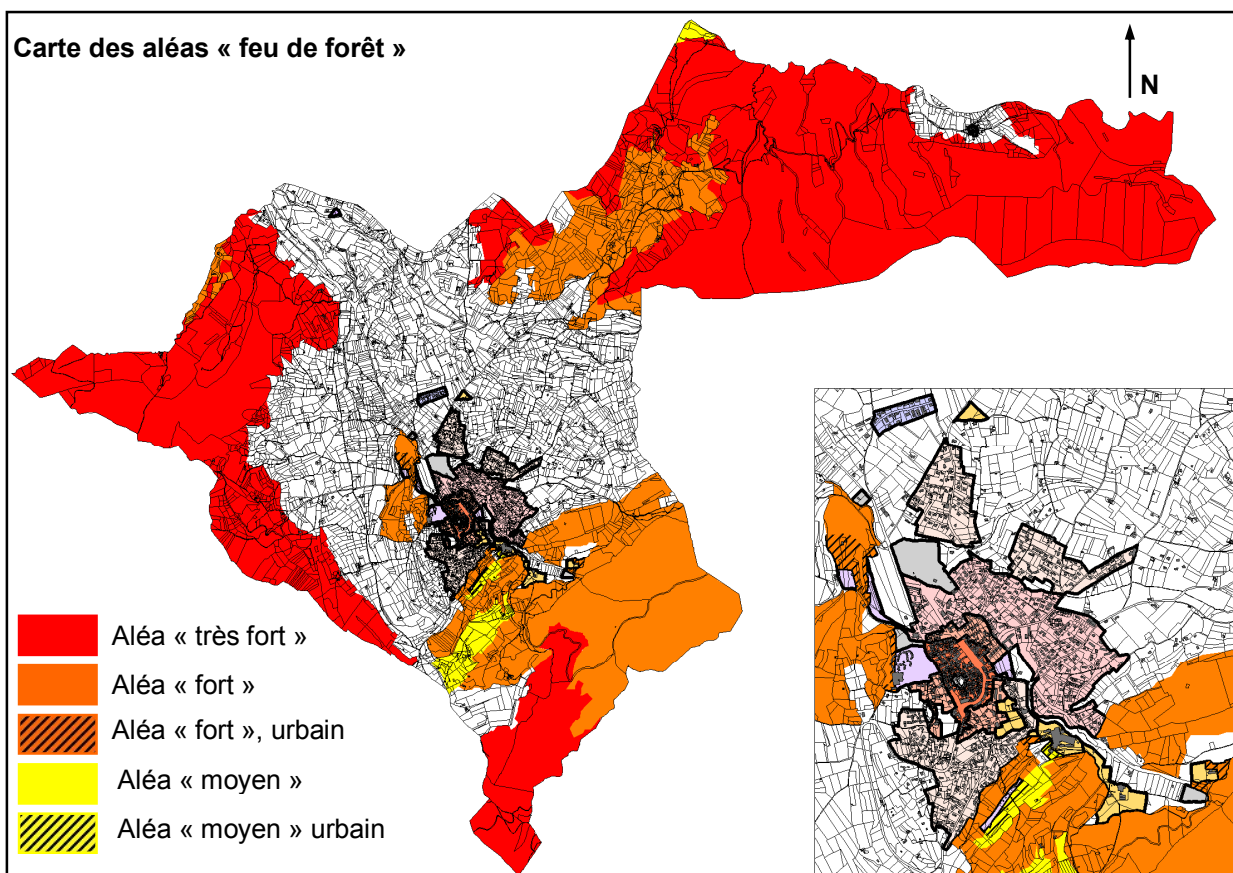 Carte des aléas « feu de forêt »
N
Aléa « très fort »
Aléa « fort »
Aléa « fort », urbain
Aléa « moyen »
Aléa « moyen » urbain